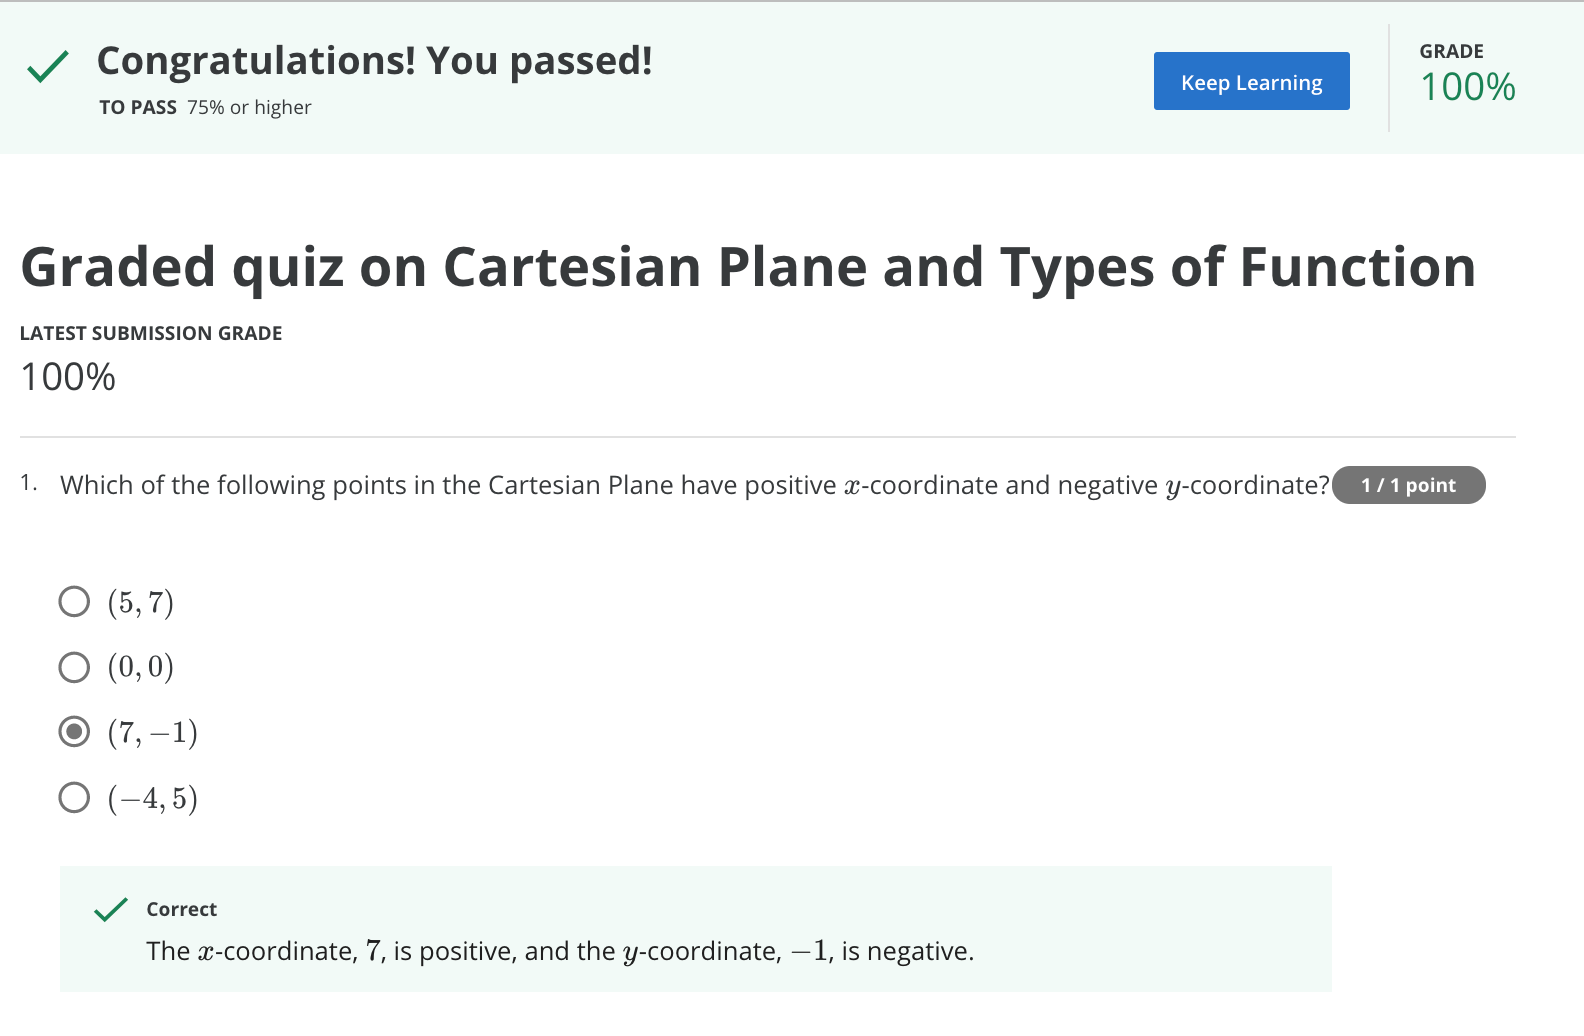 Congratulations! You passed!
TO PASS 75% or higher
Keep Learning
GRADE
100%
Graded quiz on Cartesian Plane and Types of Function
LATEST SUBMISSION GRADE
100%
1. Which of the following points in the Cartesian Plane have positive x-coordinate and negative y-coordinate? 1 / 1 point
(5, 7)
(0, 0)
(7, −1)
(−4, 5)
Correct
The x-coordinate, 7, is positive, and the y-coordinate, −1, is negative.